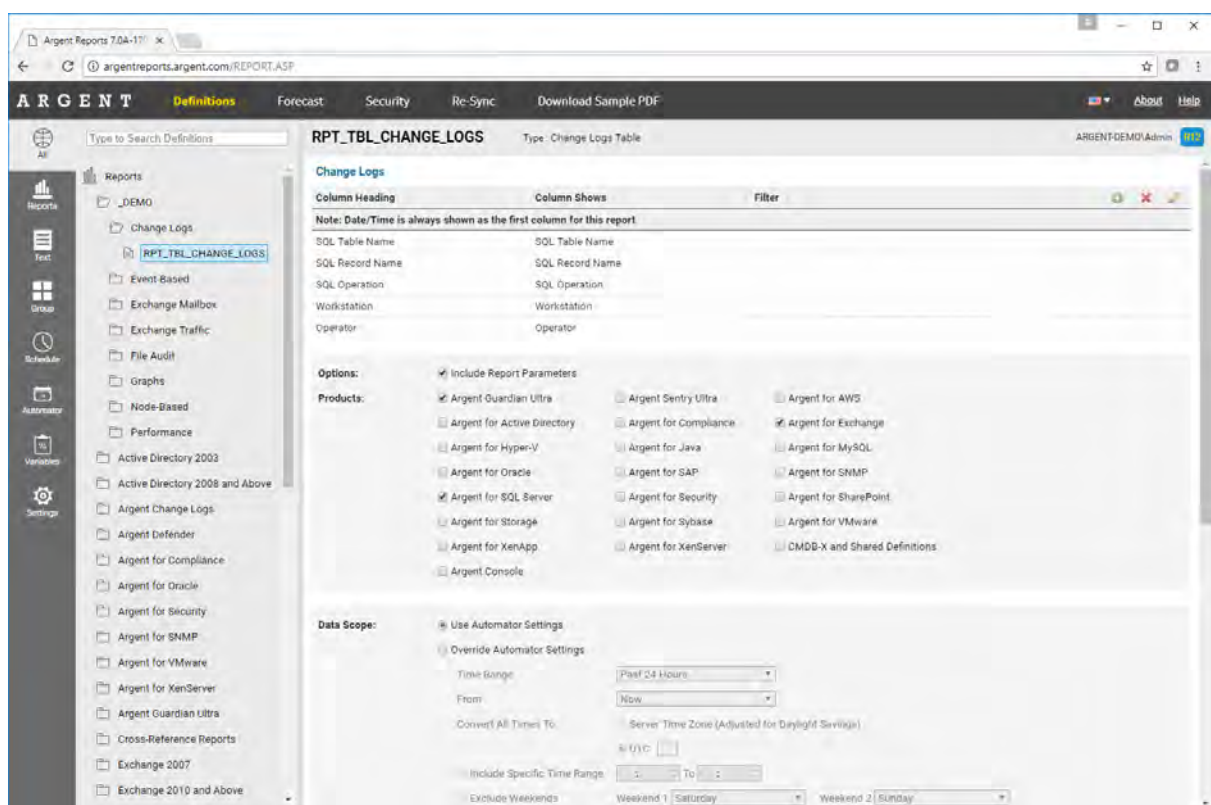 Argent Reports 7.0A-170
argentreports.argent.com/REPORT.ASP
ARGENT Definitions Forecast Security Re-Sync Download Sample PDF About Help
All
Type to Search Definitions
RPT_TBL_CHANGE_LOGS Type: Change Logs Table ARGENT-DEMO\Admin R12
Reports
Text
Group
Schedule
Automator
Variables
Settings
Reports
_DEMO
Change Logs
RPT_TBL_CHANGE_LOGS
Event-Based
Exchange Mailbox
Exchange Traffic
File Audit
Graphs
Node-Based
Performance
Active Directory 2003
Active Directory 2008 and Above
Argent Change Logs
Argent Defender
Argent for Compliance
Argent for Oracle
Argent for Security
Argent for SNMP
Argent for VMware
Argent for XenServer
Argent Guardian Ultra
Cross-Reference Reports
Exchange 2007
Exchange 2010 and Above
Change Logs
Column Heading Column Shows Filter
Note: Date/Time is always shown as the first column for this report
SQL Table Name SQL Table Name
SQL Record Name SQL Record Name
SQL Operation SQL Operation
Workstation Workstation
Operator Operator
Options: Include Report Parameters
Products: Argent Guardian Ultra Argent Sentry Ultra Argent for AWS
Argent for Active Directory Argent for Compliance Argent for Exchange
Argent for Hyper-V Argent for Java Argent for MySQL
Argent for Oracle Argent for SAP Argent for SNMP
Argent for SQL Server Argent for Security Argent for SharePoint
Argent for Storage Argent for Sybase Argent for VMware
Argent for XenApp Argent for XenServer CMDB-X and Shared Definitions
Argent Console
Data Scope: Use Automator Settings
Override Automator Settings
Time Range Past 24 Hours
From Now
Convert All Times To Server Time Zone (Adjusted for Daylight Savings)
UTC
Include Specific Time Range To
Exclude Weekends Weekend 1 Saturday Weekend 2 Sunday